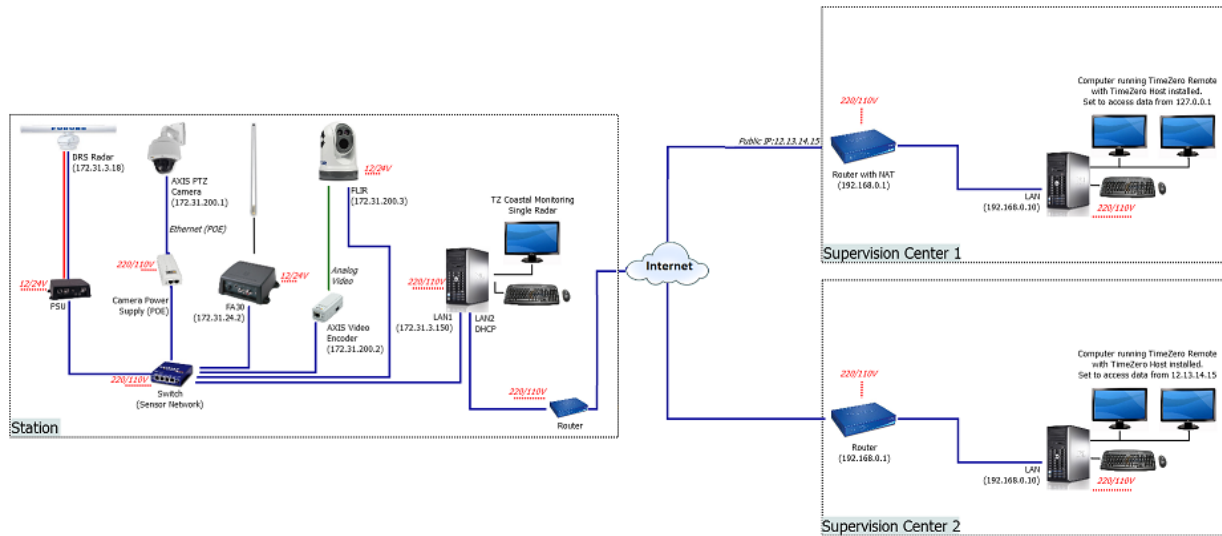 FURUNO
DRS Radar
(172.31.3.18)
AXIS PTZ
Camera
(172.31.200.1)
Ethernet (POE)
12/24V
FLIR
(172.31.200.3)
TZ Coastal Monitoring
Single Radar
12/24V
PSU
220/110V
Camera Power
Supply (POE)
12/24V
FA30
(172.31.24.2)
Analog
Video
AXIS Video
Encoder
(172.31.200.2)
220/110V
LAN1
(172.31.3.150)
LAN2
DHCP
220/110V
Switch
(Sensor Network)
220/110V
Router
Station
Internet
Public IP:12.13.14.15
220/110V
Router with NAT
(192.168.0.1)
Computer running TimeZero Remote
with TimeZero Host installed.
Set to access data from 127.0.0.1
LAN
(192.168.0.10)
220/110V
Supervision Center 1
220/110V
Router
(192.168.0.1)
Computer running TimeZero Remote
with TimeZero Host installed.
Set to access data from 12.13.14.15
LAN
(192.168.0.10)
220/110V
Supervision Center 2